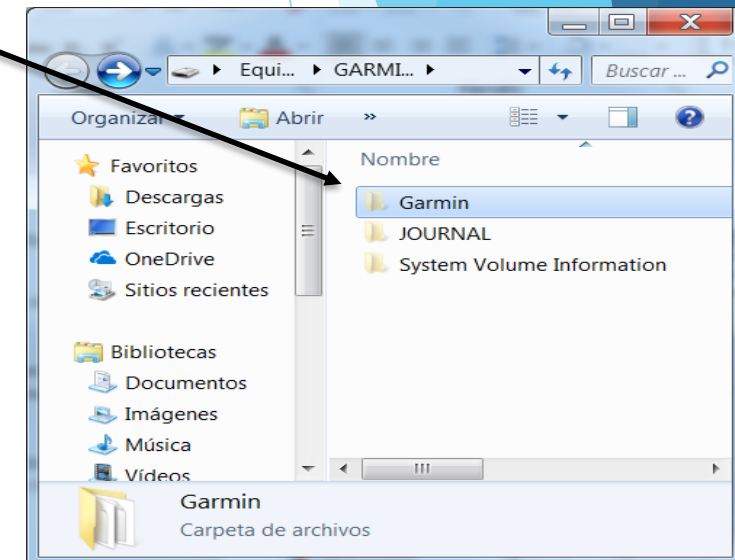 Equi... GARMI...
Buscar ...
Organizar Abrir »
Favoritos
Descargas
Escritorio
OneDrive
Sitios recientes
Bibliotecas
Documentos
Imágenes
Música
Vídeos
Nombre
Garmin
JOURNAL
System Volume Information
Garmin
Carpeta de archivos